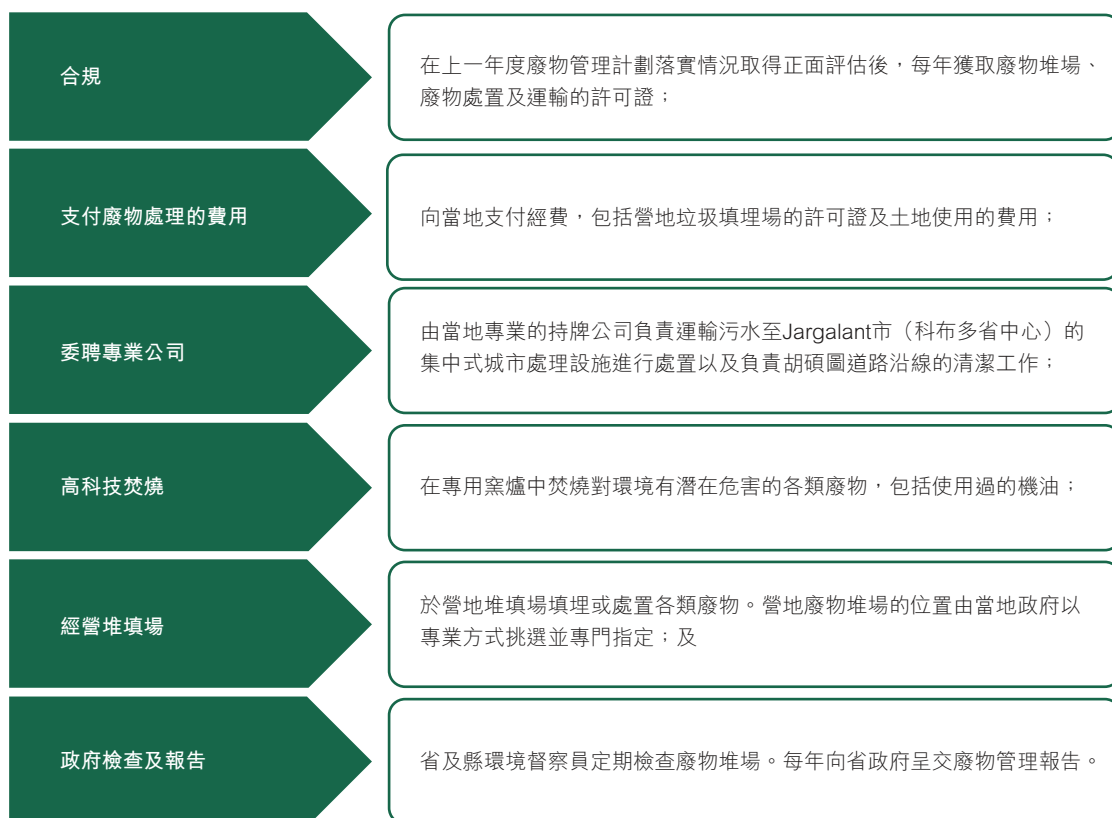 合規
在上一年度廢物管理計劃落實情況取得正面評估後，每年獲取廢物堆場、
廢物處置及運輸的許可證；
支付廢物處理的費用
向當地支付經費，包括營地垃圾填埋場的許可證及土地使用的費用；
委聘專業公司
由當地專業的持牌公司負責運輸污水至Jargalant市（科布多省中心）的
集中式城市處理設施進行處置以及負責胡碩圖道路沿線的清潔工作；
高科技焚燒
在專用窯爐中焚燒對環境有潛在危害的各類廢物，包括使用過的機油；
經營堆填場
於營地堆填場填埋或處置各類廢物。營地廢物堆場的位置由當地政府以
專業方式挑選並專門指定；及
政府檢查及報告
省及縣環境督察員定期檢查廢物堆場。每年向省政府呈交廢物管理報告。